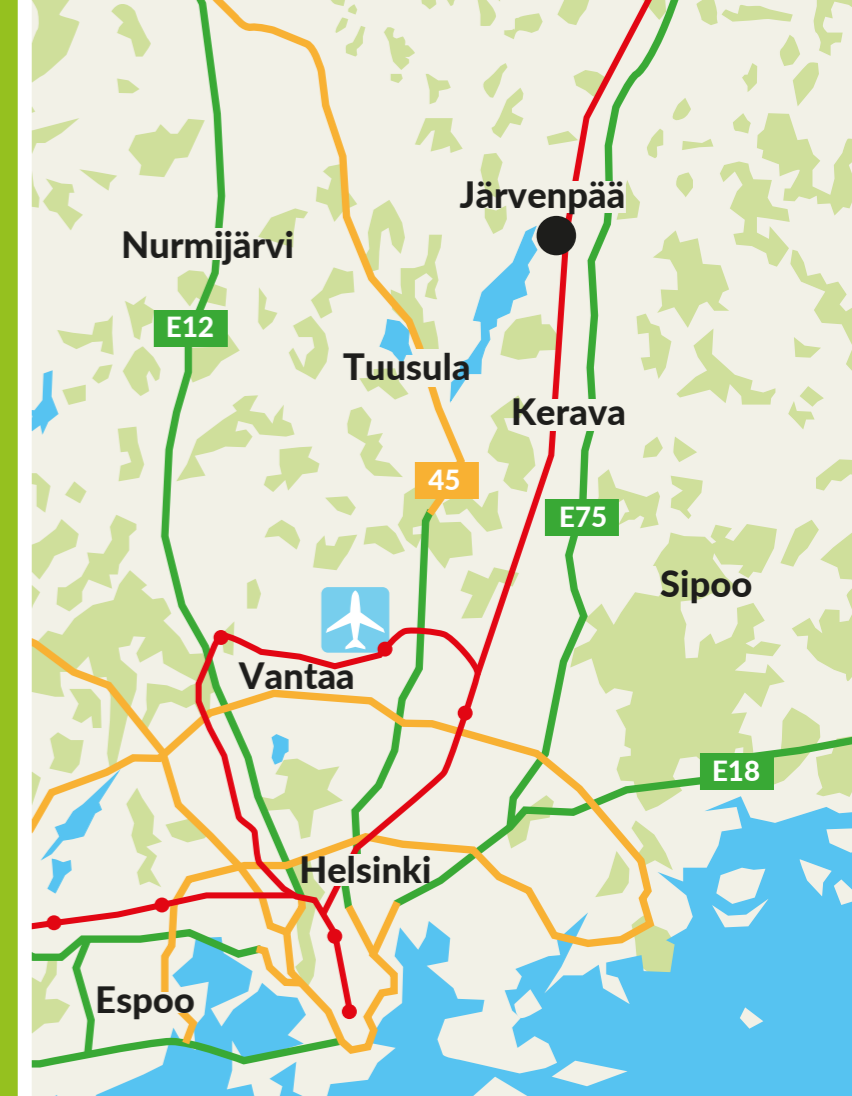 Järvenpää
Nurmijärvi
E12
Tuusula
Kerava
45
E75
Sipoo
Vantaa
E18
Helsinki
Espoo